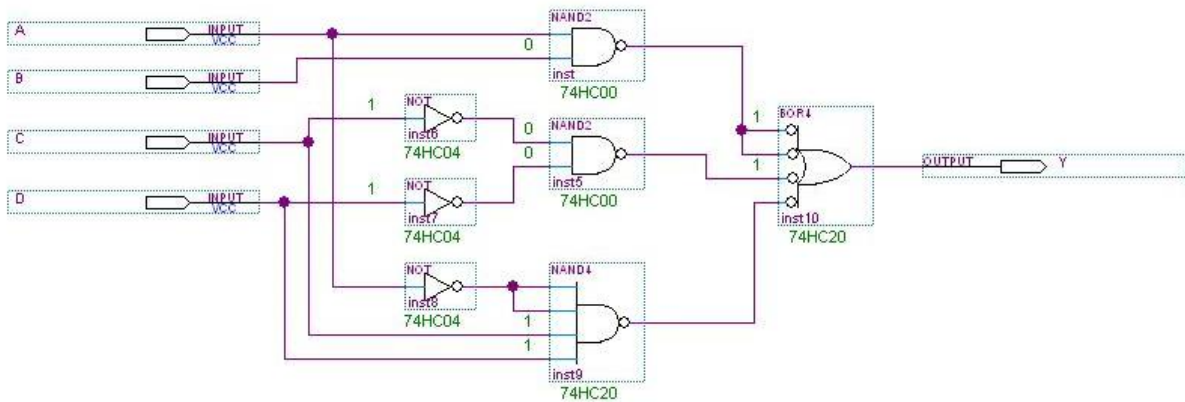 A
INPUT
VCC
B
INPUT
VCC
C
INPUT
VCC
D
INPUT
VCC
NAND2
0
inst
74HC00
1
NOT
inst6
74HC04
0
0
NAND2
inst5
74HC00
1
NOT
inst7
74HC04
NOT
inst8
74HC04
NAND4
1
1
inst9
74HC20
1
BOR4
1
inst10
74HC20
OUTPUT
Y